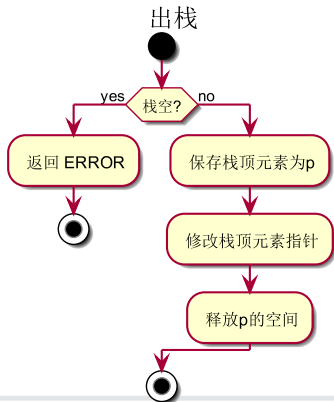 出栈
栈空?
yes
no
返回 ERROR
保存栈顶元素为p
修改栈顶元素指针
释放p的空间